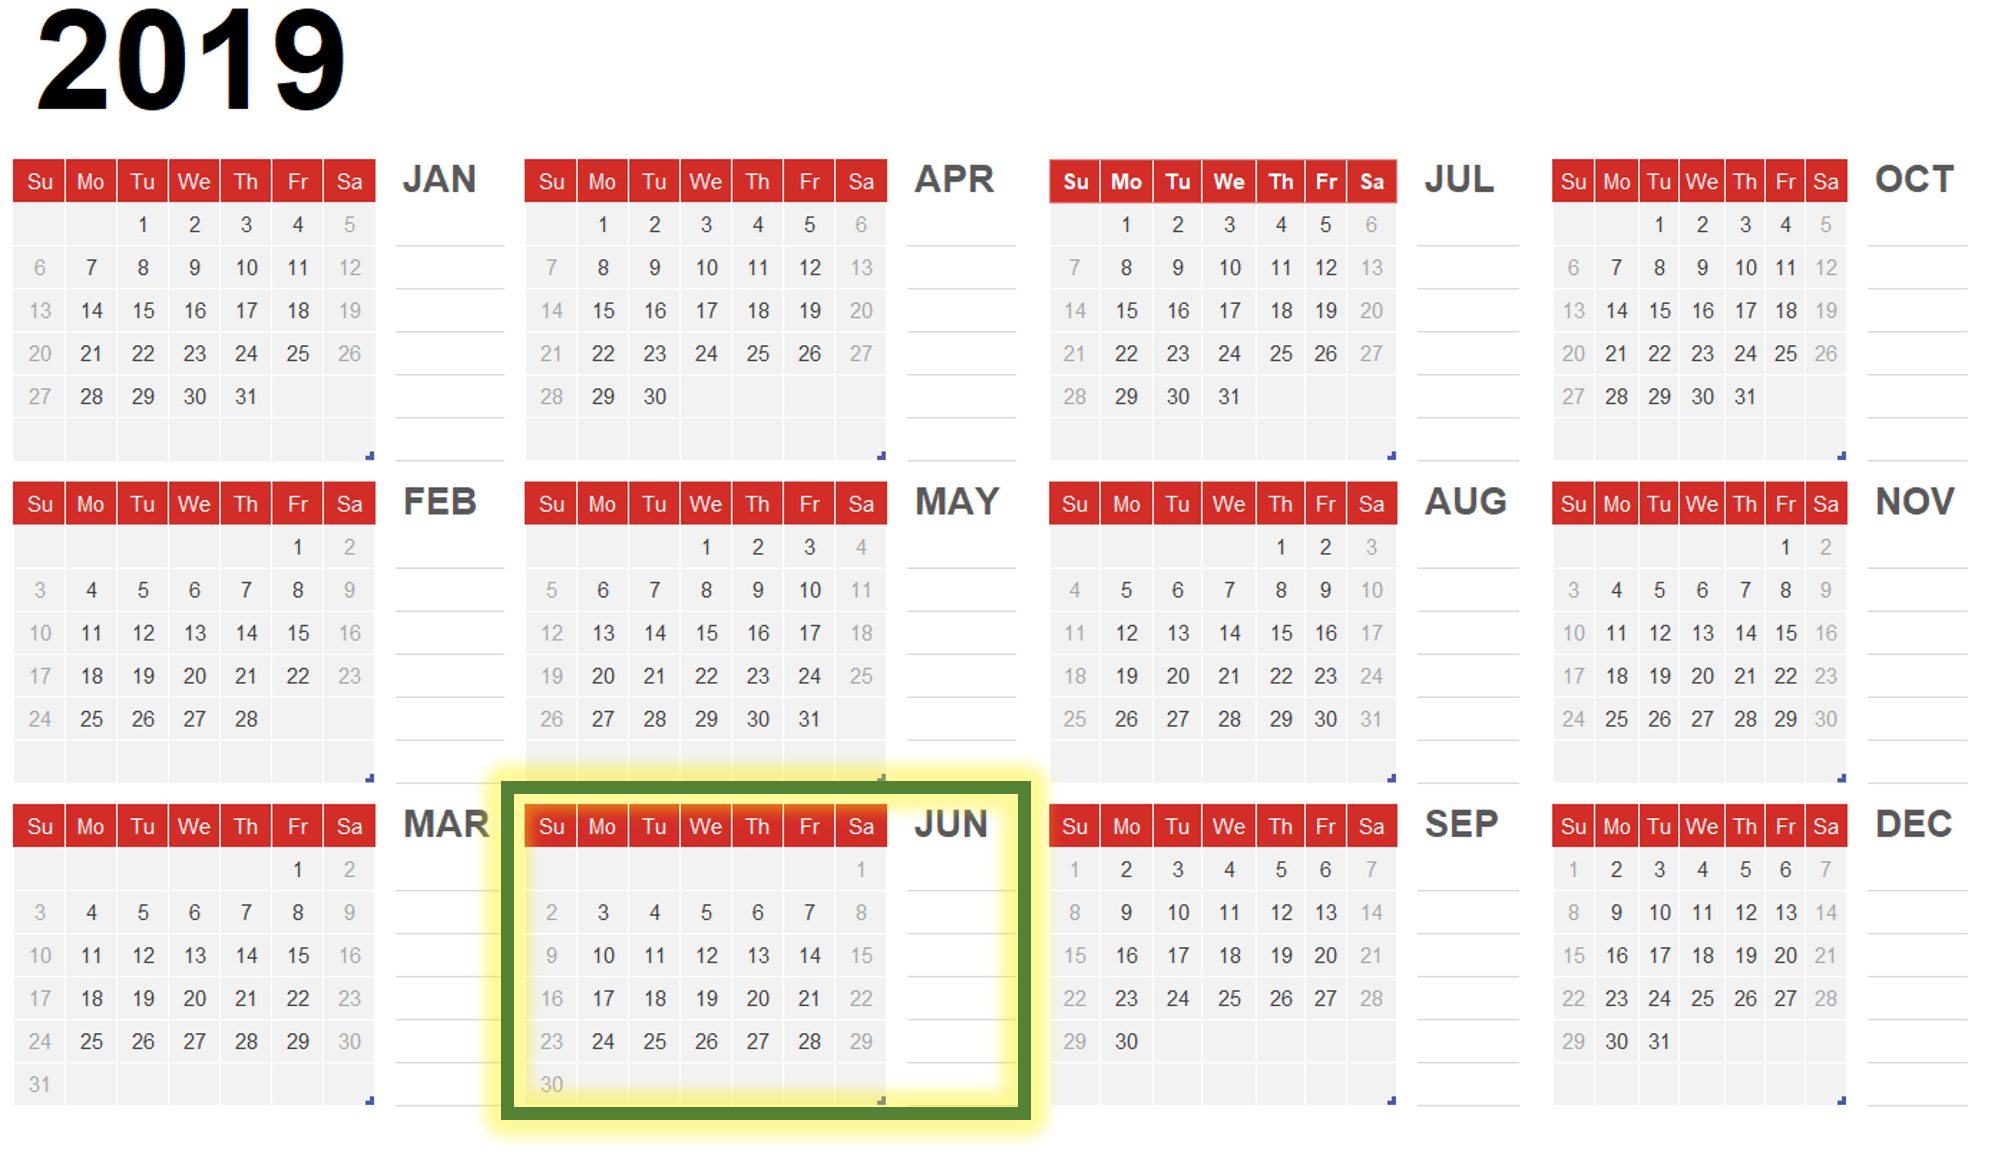 2019
Su Mo Tu We Th Fr Sa JAN
1 2 3 4 5
6 7 8 9 10 11 12
13 14 15 16 17 18 19
20 21 22 23 24 25 26
27 28 29 30 31
Su Mo Tu We Th Fr Sa APR
1 2 3 4 5 6
7 8 9 10 11 12 13
14 15 16 17 18 19 20
21 22 23 24 25 26 27
28 29 30
Su Mo Tu We Th Fr Sa JUL
1 2 3 4 5 6
7 8 9 10 11 12 13
14 15 16 17 18 19 20
21 22 23 24 25 26 27
28 29 30 31
Su Mo Tu We Th Fr Sa OCT
1 2 3 4 5
6 7 8 9 10 11 12
13 14 15 16 17 18 19
20 21 22 23 24 25 26
27 28 29 30 31
Su Mo Tu We Th Fr Sa FEB
1 2
3 4 5 6 7 8 9
10 11 12 13 14 15 16
17 18 19 20 21 22 23
24 25 26 27 28
Su Mo Tu We Th Fr Sa MAY
1 2 3 4
5 6 7 8 9 10 11
12 13 14 15 16 17 18
19 20 21 22 23 24 25
26 27 28 29 30 31
Su Mo Tu We Th Fr Sa AUG
1 2 3
4 5 6 7 8 9 10
11 12 13 14 15 16 17
18 19 20 21 22 23 24
25 26 27 28 29 30 31
Su Mo Tu We Th Fr Sa NOV
1 2
3 4 5 6 7 8 9
10 11 12 13 14 15 16
17 18 19 20 21 22 23
24 25 26 27 28 29 30
Su Mo Tu We Th Fr Sa MAR
1 2
3 4 5 6 7 8 9
10 11 12 13 14 15 16
17 18 19 20 21 22 23
24 25 26 27 28 29 30
31
Su Mo Tu We Th Fr Sa JUN
1
2 3 4 5 6 7 8
9 10 11 12 13 14 15
16 17 18 19 20 21 22
23 24 25 26 27 28 29
30
Su Mo Tu We Th Fr Sa SEP
1 2 3 4 5 6 7
8 9 10 11 12 13 14
15 16 17 18 19 20 21
22 23 24 25 26 27 28
29 30
Su Mo Tu We Th Fr Sa DEC
1 2 3 4 5 6 7
8 9 10 11 12 13 14
15 16 17 18 19 20 21
22 23 24 25 26 27 28
29 30 31